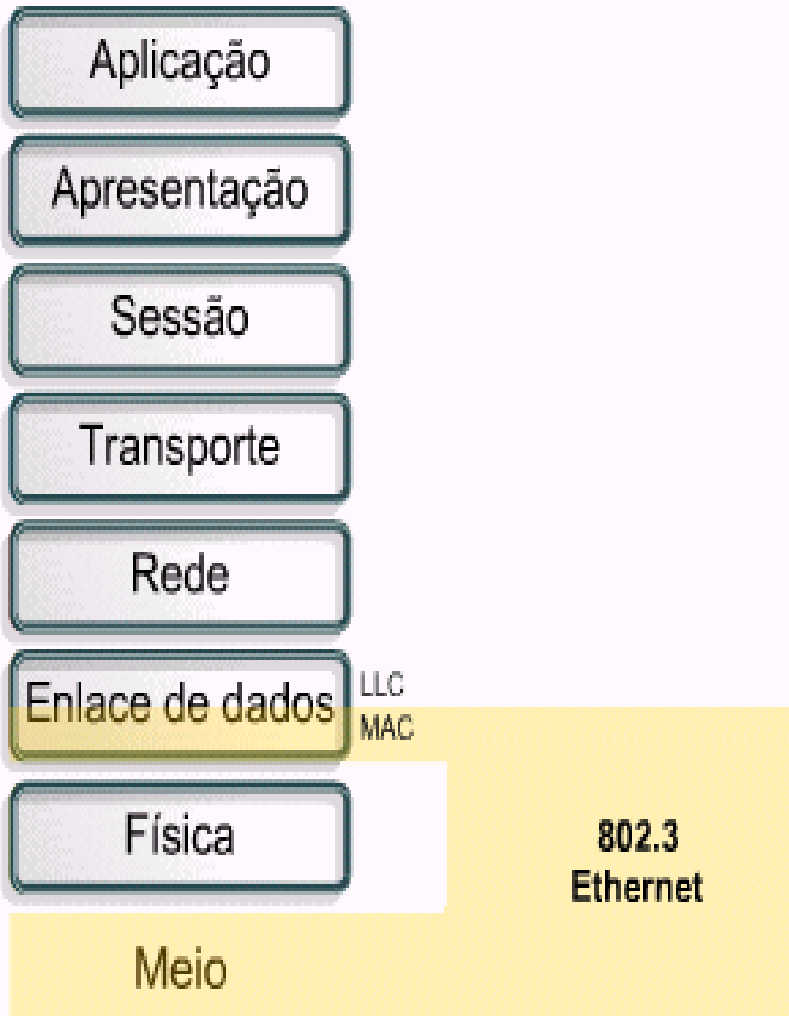 Aplicação
Apresentação
Sessão
Transporte
Rede
Enlace de dados
LLC
MAC
Física
802.3
Ethernet
Meio